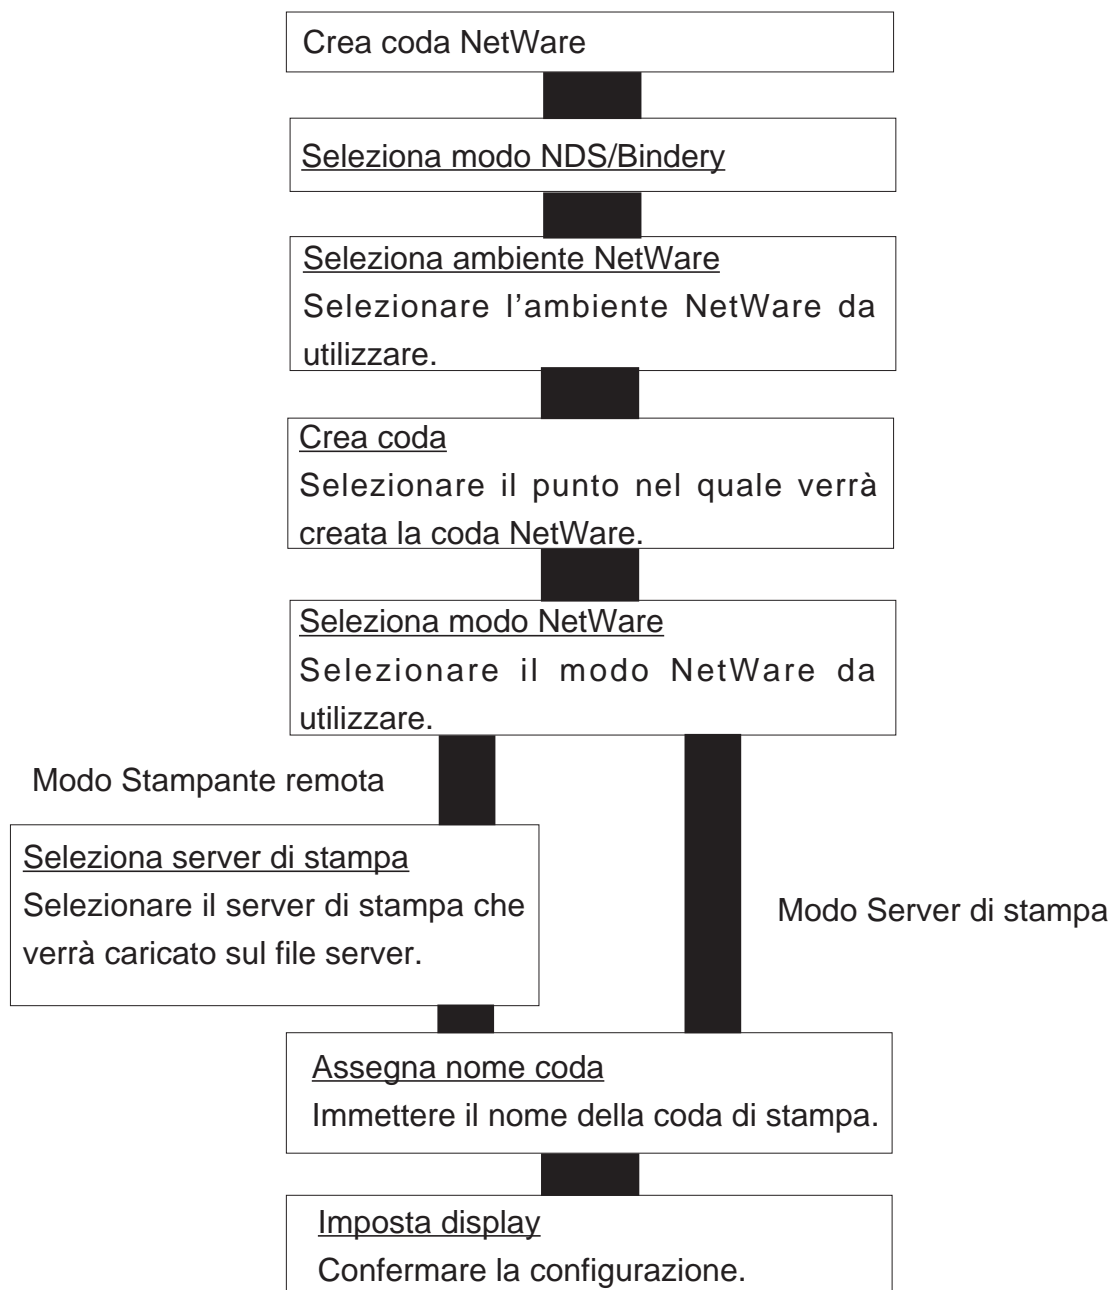 Crea coda NetWare
Seleziona modo NDS/Bindery
Seleziona ambiente NetWare
Selezionare l’ambiente NetWare da
utilizzare.
Crea coda
Selezionare il punto nel quale verrà
creata la coda NetWare.
Seleziona modo NetWare
Selezionare il modo NetWare da
utilizzare.
Modo Stampante remota
Seleziona server di stampa
Selezionare il server di stampa che
verrà caricato sul file server.
Modo Server di stampa
Assegna nome coda
Immettere il nome della coda di stampa.
Imposta display
Confermare la configurazione.